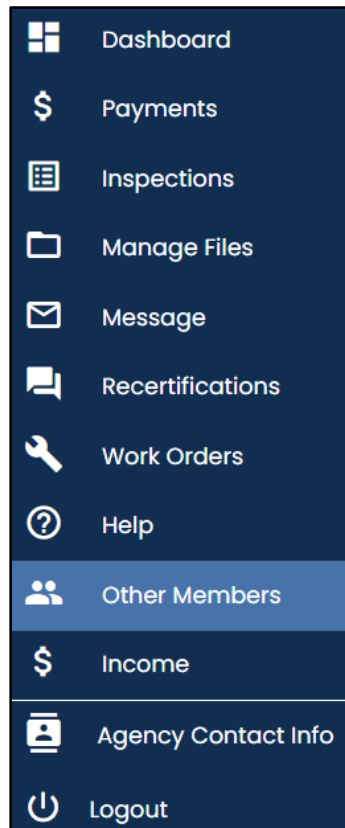 Dashboard
Payments
Inspections
Manage Files
Message
Recertifications
Work Orders
Help
Other Members
Income
Agency Contact Info
Logout